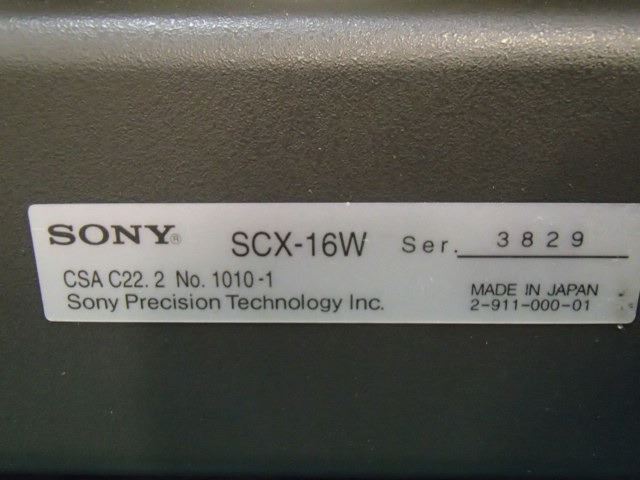 SONY® SCX-16W Ser. 3829
CSA C22.2 No. 1010-1
Sony Precision Technology Inc.
MADE IN JAPAN
2-911-000-01